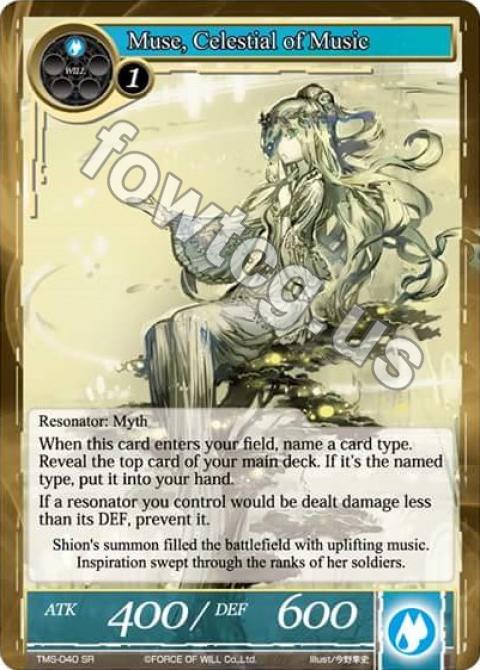 Muse, Celestial of Music
WILL
1
fowtcg.us
Resonator: Myth
When this card enters your field, name a card type.
Reveal the top card of your main deck. If it's the named
type, put it into your hand.
If a resonator you control would be dealt damage less
than its DEF, prevent it.
Shion's summon filled the battlefield with uplifting music.
Inspiration swept through the ranks of her soldiers.
ATK 400/ DEF 600
TMS-040 SR ©FORCE OF WILL Co.,Ltd. Illust/今野隼史